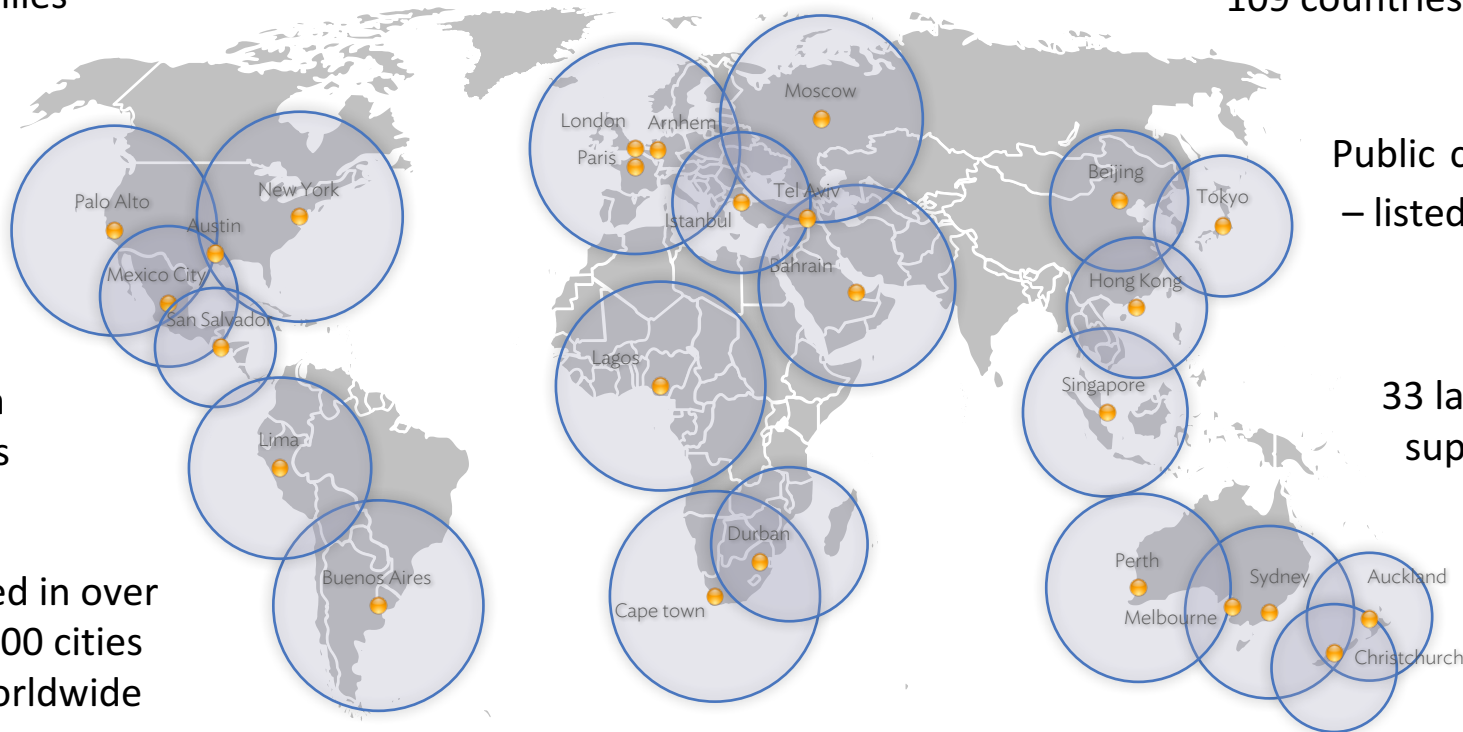 109 countries
Moscow
London
Arnhem
Paris
Beijing
Public
Tokyo
– listed
Palo Alto
New York
Tel Aviv
Istanbul
Austin
Mexico City
Bahrain
Hong Kong
San Salvador
Lagos
Singapore
33 la
sup
Lima
s
Durban
Perth
Buenos Aires
Sydney
Auckland
ed in over
Cape town
Melbourne
00 cities
Christchurch
orldwide